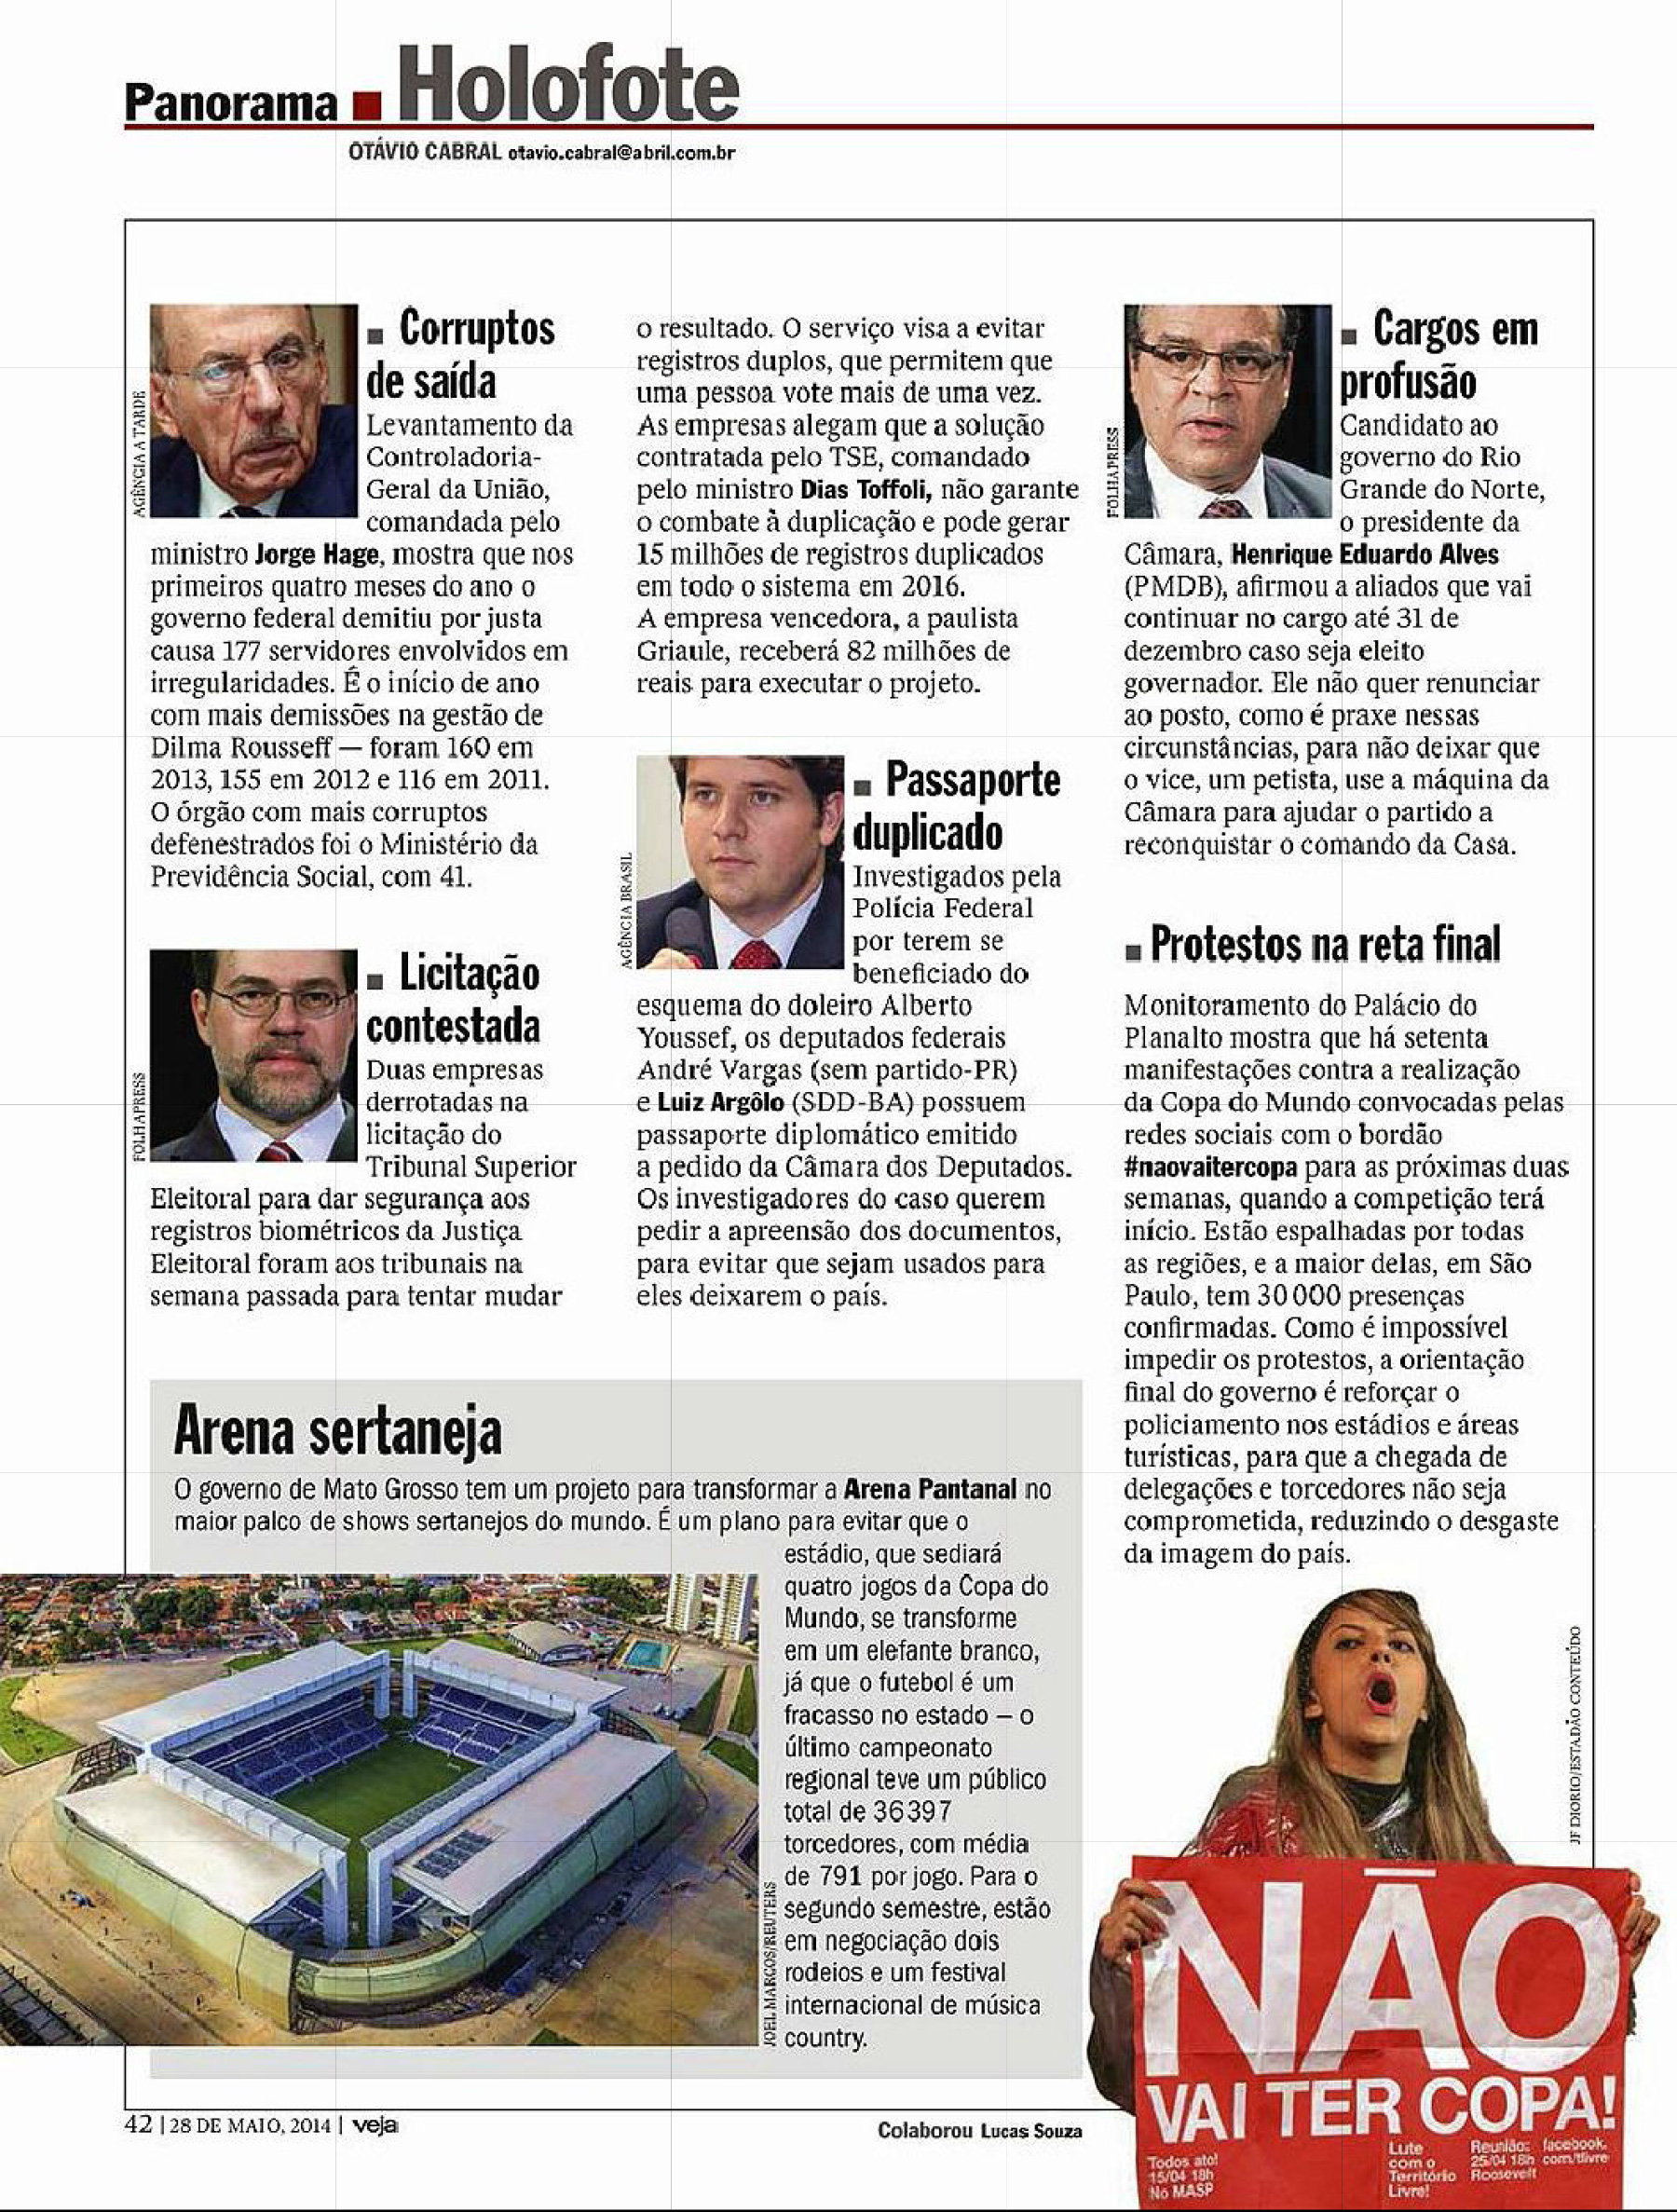 Panorama ■ Holofote
OTÁVIO CABRAL otavio.cabral@abril.com.br
AGÊNCIA A TARDE
■ Corruptos
de saída
Levantamento da
Controladoria-
Geral da União,
comandada pelo
ministro Jorge Hage, mostra que nos
primeiros quatro meses do ano o
governo federal demitiu por justa
causa 177 servidores envolvidos em
irregularidades. É o início de ano
com mais demissões na gestão de
Dilma Rousseff — foram 160 em
2013, 155 em 2012 e 116 em 2011.
O órgão com mais corruptos
defenestrados foi o Ministério da
Previdência Social, com 41.
FOLHAPRESS
■ Licitação
contestada
Duas empresas
derrotadas na
licitação do
Tribunal Superior
Eleitoral para dar segurança aos
registros biométricos da Justiça
Eleitoral foram aos tribunais na
semana passada para tentar mudar
o resultado. O serviço visa a evitar
registros duplos, que permitem que
uma pessoa vote mais de uma vez.
As empresas alegam que a solução
contratada pelo TSE, comandado
pelo ministro Dias Toffoli, não garante
o combate à duplicação e pode gerar
15 milhões de registros duplicados
em todo o sistema em 2016.
A empresa vencedora, a paulista
Griaule, receberá 82 milhões de
reais para executar o projeto.
AGÊNCIA BRASIL
■ Passaporte
duplicado
Investigados pela
Polícia Federal
por terem se
beneficiado do
esquema do doleiro Alberto
Youssef, os deputados federais
André Vargas (sem partido-PR)
e Luiz Argôlo (SDD-BA) possuem
passaporte diplomático emitido
a pedido da Câmara dos Deputados.
Os investigadores do caso querem
pedir a apreensão dos documentos,
para evitar que sejam usados para
eles deixarem o país.
FOLHAPRESS
■ Cargos em
profusão
Candidato ao
governo do Rio
Grande do Norte,
o presidente da
Câmara, Henrique Eduardo Alves
(PMDB), afirmou a aliados que vai
continuar no cargo até 31 de
dezembro caso seja eleito
governador. Ele não quer renunciar
ao posto, como é praxe nessas
circunstâncias, para não deixar que
o vice, um petista, use a máquina da
Câmara para ajudar o partido a
reconquistar o comando da Casa.
■ Protestos na reta final
Monitoramento do Palácio do
Planalto mostra que há setenta
manifestações contra a realização
da Copa do Mundo convocadas pelas
redes sociais com o bordão
#naovaitercopa para as próximas duas
semanas, quando a competição terá
início. Estão espalhadas por todas
as regiões, e a maior delas, em São
Paulo, tem 30 000 presenças
confirmadas. Como é impossível
impedir os protestos, a orientação
final do governo é reforçar o
policiamento nos estádios e áreas
turísticas, para que a chegada de
delegações e torcedores não seja
comprometida, reduzindo o desgaste
da imagem do país.
JF DIORIO/ESTADÃO CONTEÚDO
NÃO
VAI TER COPA!
Todos ato!
15/04 18h
No MASP
Lute
com o
Território
Livre!
Reunião:
25/04 18h
Roosevelt
facebook.
com/tlivre
Arena sertaneja
O governo de Mato Grosso tem um projeto para transformar a Arena Pantanal no
maior palco de shows sertanejos do mundo. É um plano para evitar que o
estádio, que sediará
quatro jogos da Copa do
Mundo, se transforme
em um elefante branco,
já que o futebol é um
fracasso no estado – o
último campeonato
regional teve um público
total de 36 397
torcedores, com média
de 791 por jogo. Para o
segundo semestre, estão
em negociação dois
rodeios e um festival
internacional de música
country.
JOEL MARCOS/REUTERS
42 | 28 DE MAIO, 2014 | veja
Colaborou Lucas Souza